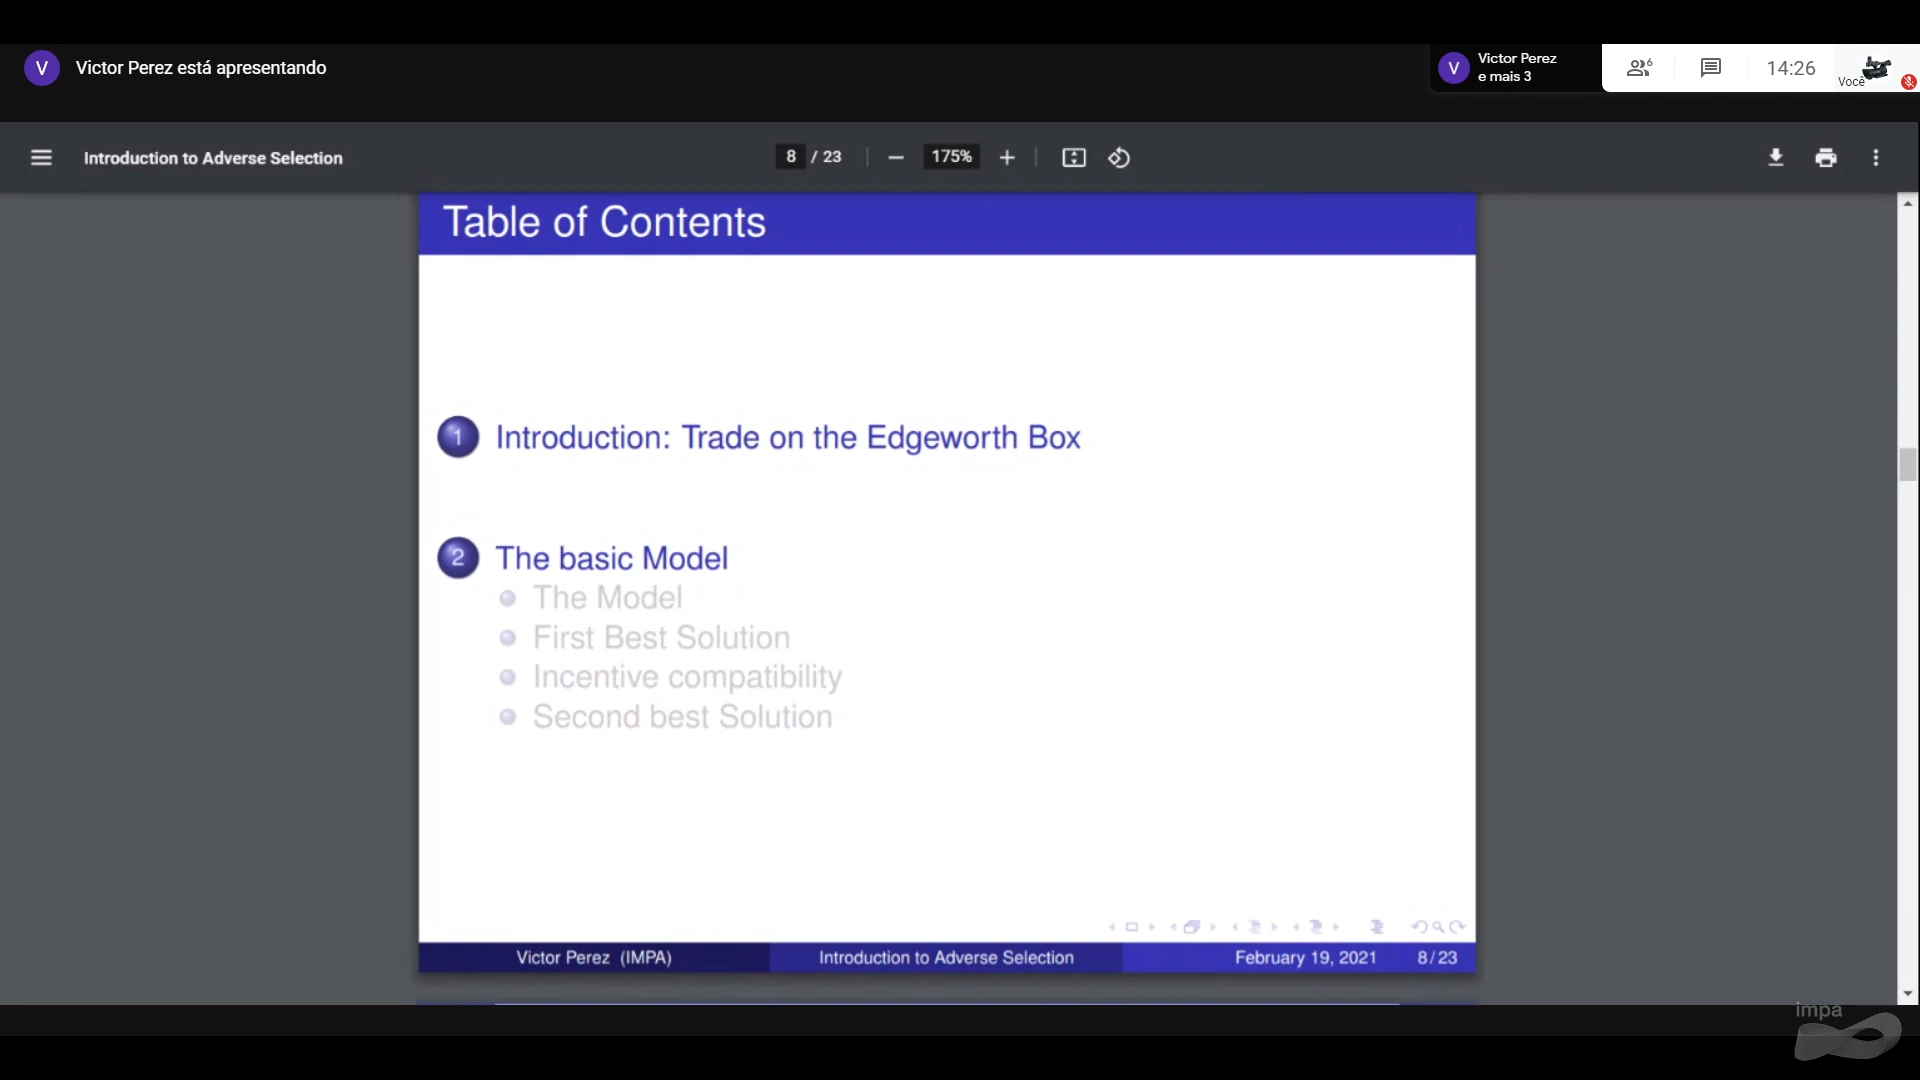 V Victor Perez está apresentando
V Victor Perez
e mais 3
6
14:26
Você
Introduction to Adverse Selection
8 / 23
175%
Table of Contents
1 Introduction: Trade on the Edgeworth Box
2 The basic Model
The Model
First Best Solution
Incentive compatibility
Second best Solution
Victor Perez (IMPA) Introduction to Adverse Selection February 19, 2021 8/23
impa